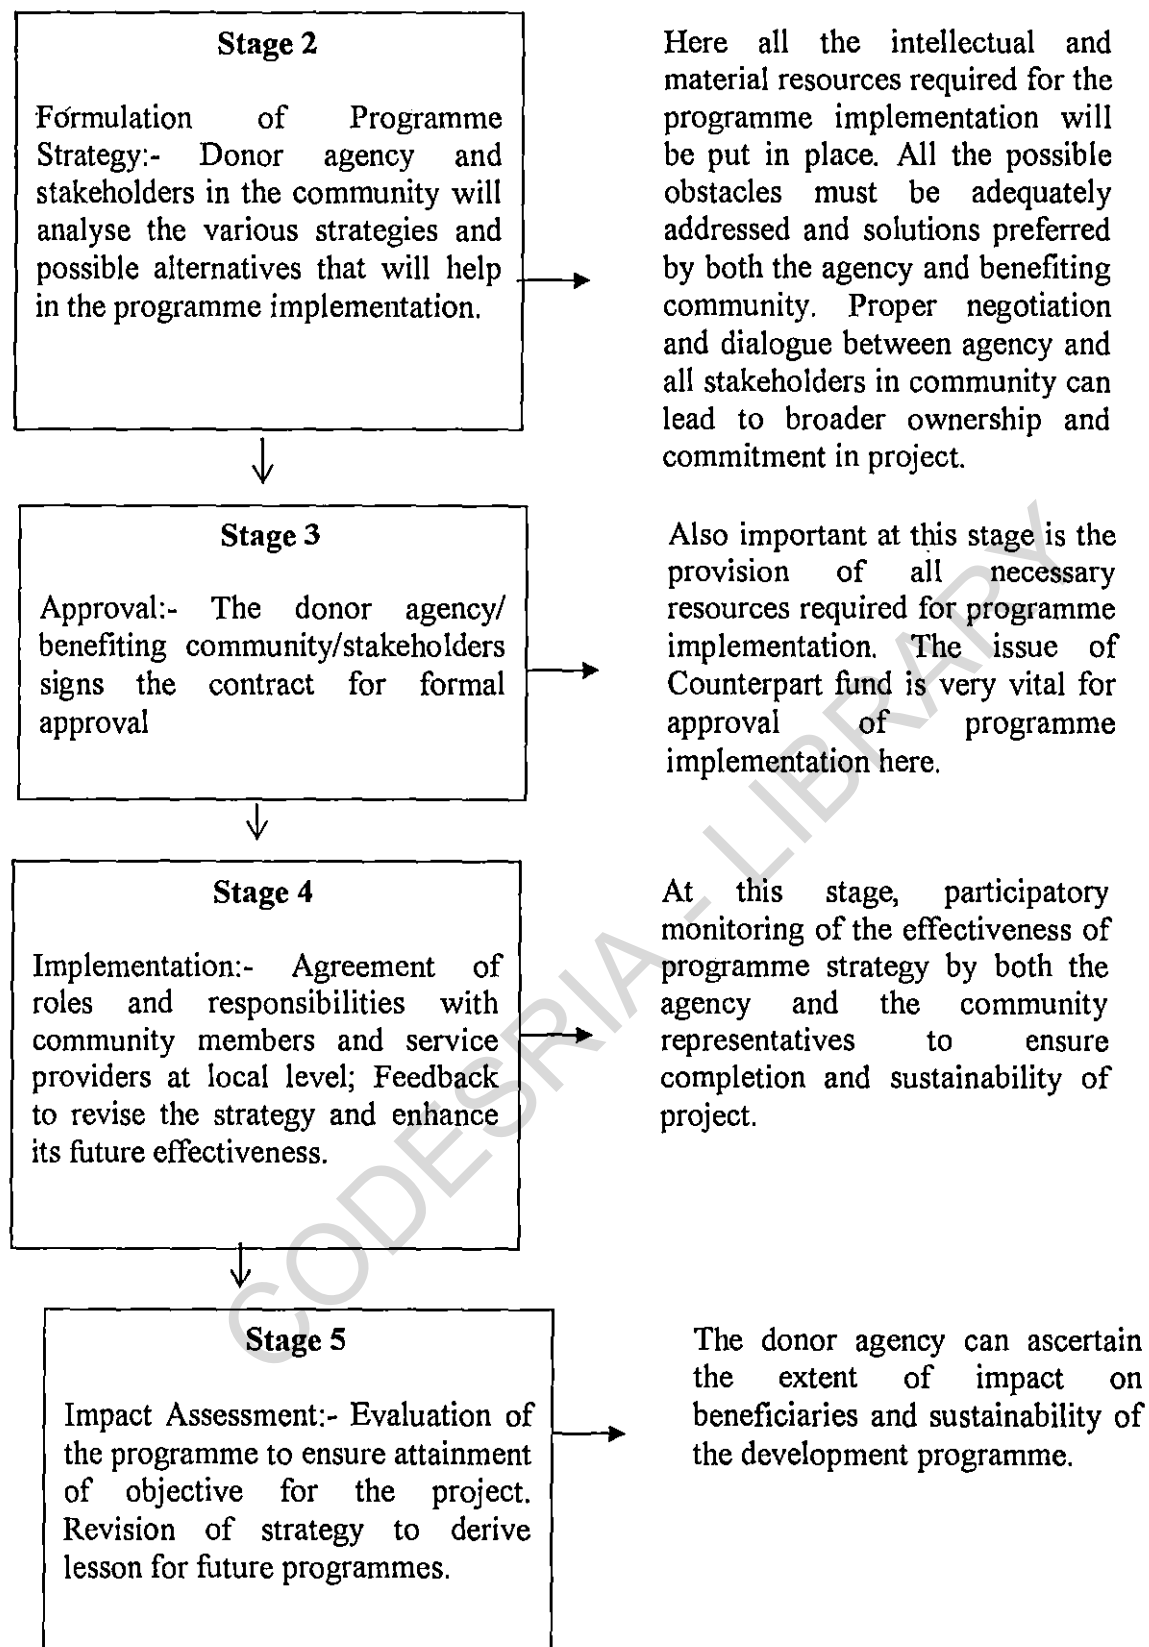 Stage 2
Formulation of Programme
Strategy:- Donor agency and
stakeholders in the community will
analyse the various strategies and
possible alternatives that will help
in the programme implementation.
Here all the intellectual and
material resources required for the
programme implementation will
be put in place. All the possible
obstacles must be adequately
addressed and solutions preferred
by both the agency and benefiting
community. Proper negotiation
and dialogue between agency and
all stakeholders in community can
lead to broader ownership and
commitment in project.
Stage 3
Approval:- The donor agency/
benefiting community/stakeholders
signs the contract for formal
approval
Also important at this stage is the
provision of all necessary
resources required for programme
implementation. The issue of
Counterpart fund is very vital for
approval of programme
implementation here.
Stage 4
Implementation:- Agreement of
roles and responsibilities with
community members and service
providers at local level; Feedback
to revise the strategy and enhance
its future effectiveness.
At this stage, participatory
monitoring of the effectiveness of
programme strategy by both the
agency and the community
representatives to ensure
completion and sustainability of
project.
Stage 5
Impact Assessment:- Evaluation of
the programme to ensure attainment
of objective for the project.
Revision of strategy to derive
lesson for future programmes.
The donor agency can ascertain
the extent of impact on
beneficiaries and sustainability of
the development programme.
CODESRIA - LIBRARY